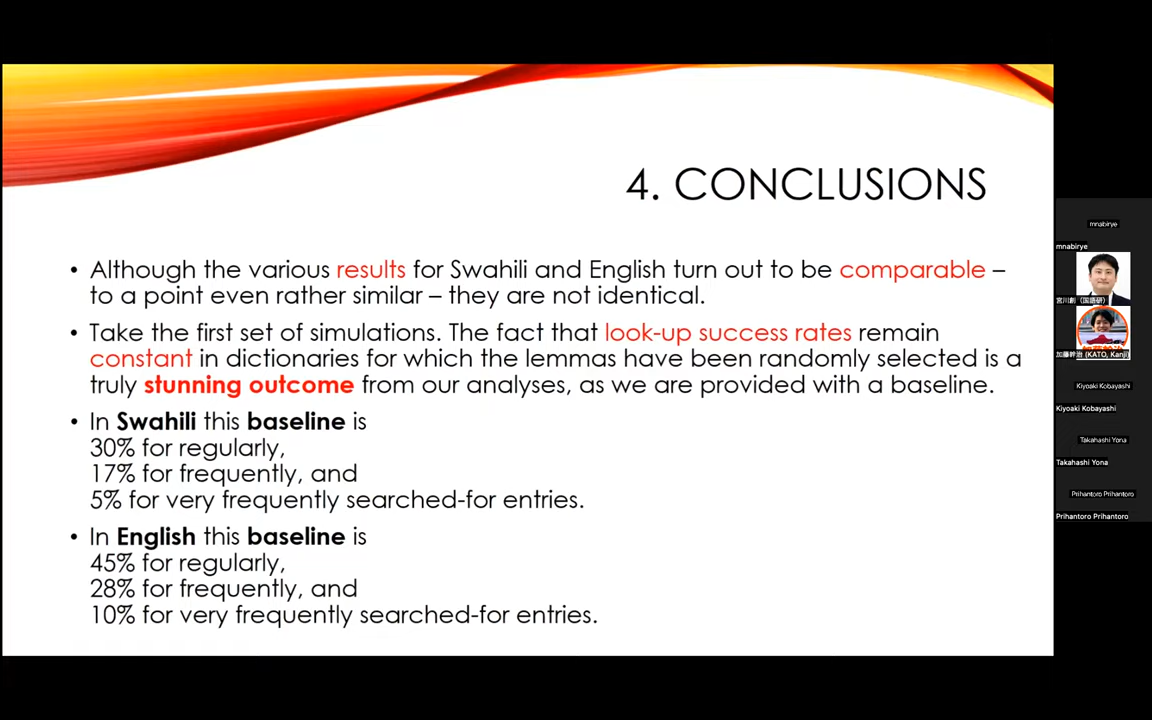 4. CONCLUSIONS
• Although the various results for Swahili and English turn out to be comparable –
to a point even rather similar – they are not identical.
• Take the first set of simulations. The fact that look-up success rates remain
constant in dictionaries for which the lemmas have been randomly selected is a
truly stunning outcome from our analyses, as we are provided with a baseline.
• In Swahili this baseline is
30% for regularly,
17% for frequently, and
5% for very frequently searched-for entries.
• In English this baseline is
45% for regularly,
28% for frequently, and
10% for very frequently searched-for entries.
mnabirye
mnabirye
宮川創（国語研）
加藤幹治 (KATO, Kanji)
Kiyoaki Kobayashi
Kiyoaki Kobayashi
Takahashi Yona
Takahashi Yona
Prihantoro Prihantoro
Prihantoro Prihantoro